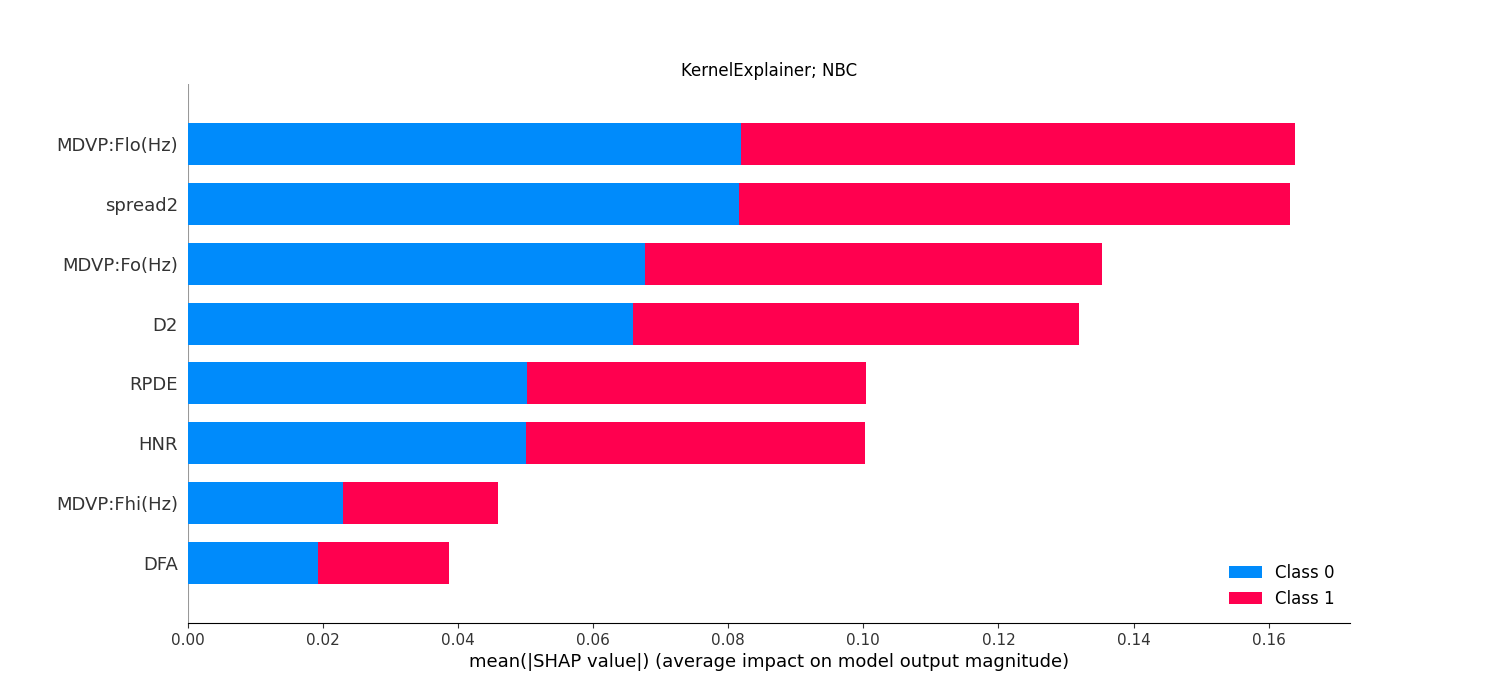 KernelExplainer; NBC
MDVP:Flo(Hz)
spread2
MDVP:Fo(Hz)
D2
RPDE
HNR
MDVP:Fhi(Hz)
DFA
Class 0
Class 1
0.00 0.02 0.04 0.06 0.08 0.10 0.12 0.14 0.16
mean(|SHAP value|) (average impact on model output magnitude)